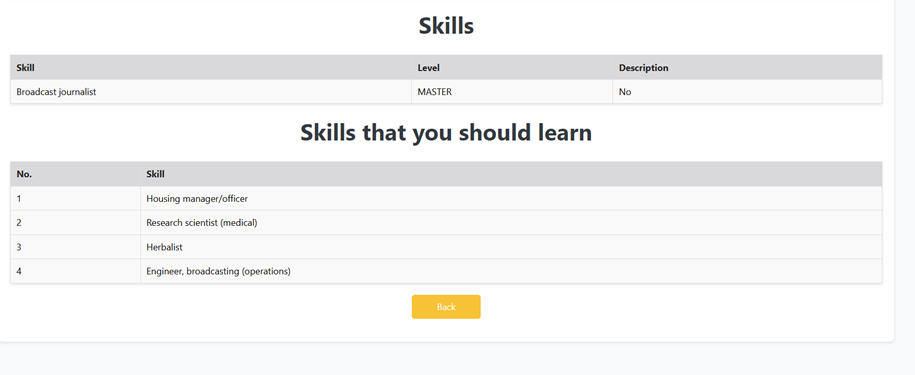 Skills
Skill Level Description
Broadcast journalist MASTER No
Skills that you should learn
No. Skill
1 Housing manager/officer
2 Research scientist (medical)
3 Herbalist
4 Engineer, broadcasting (operations)
Back